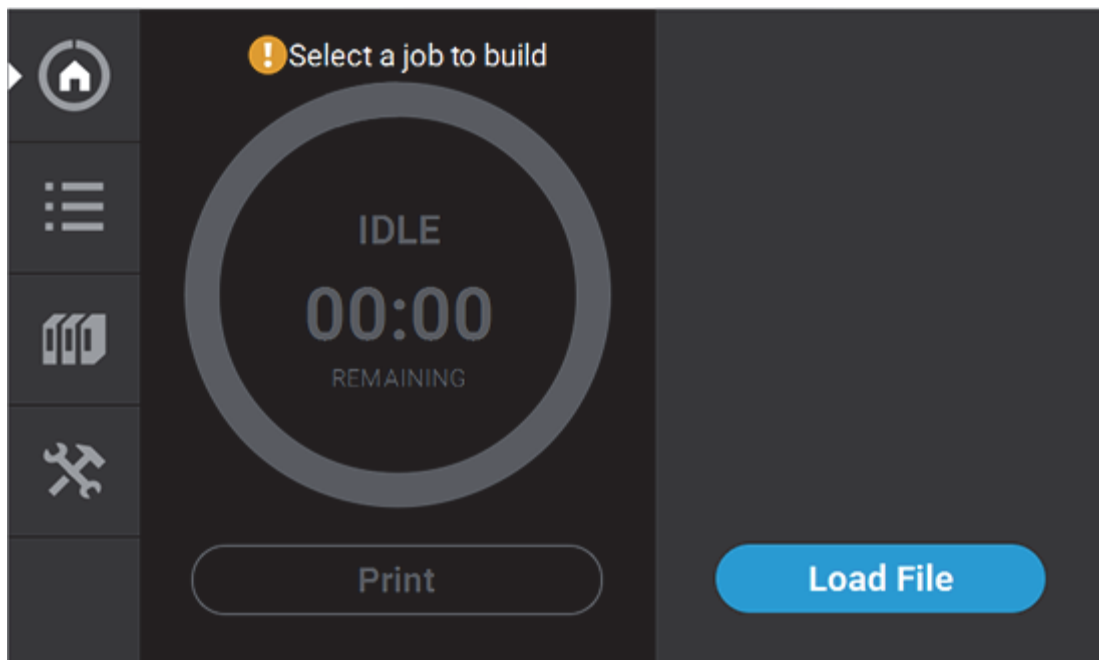 Select a job to build
IDLE
00:00
REMAINING
Print
Load File